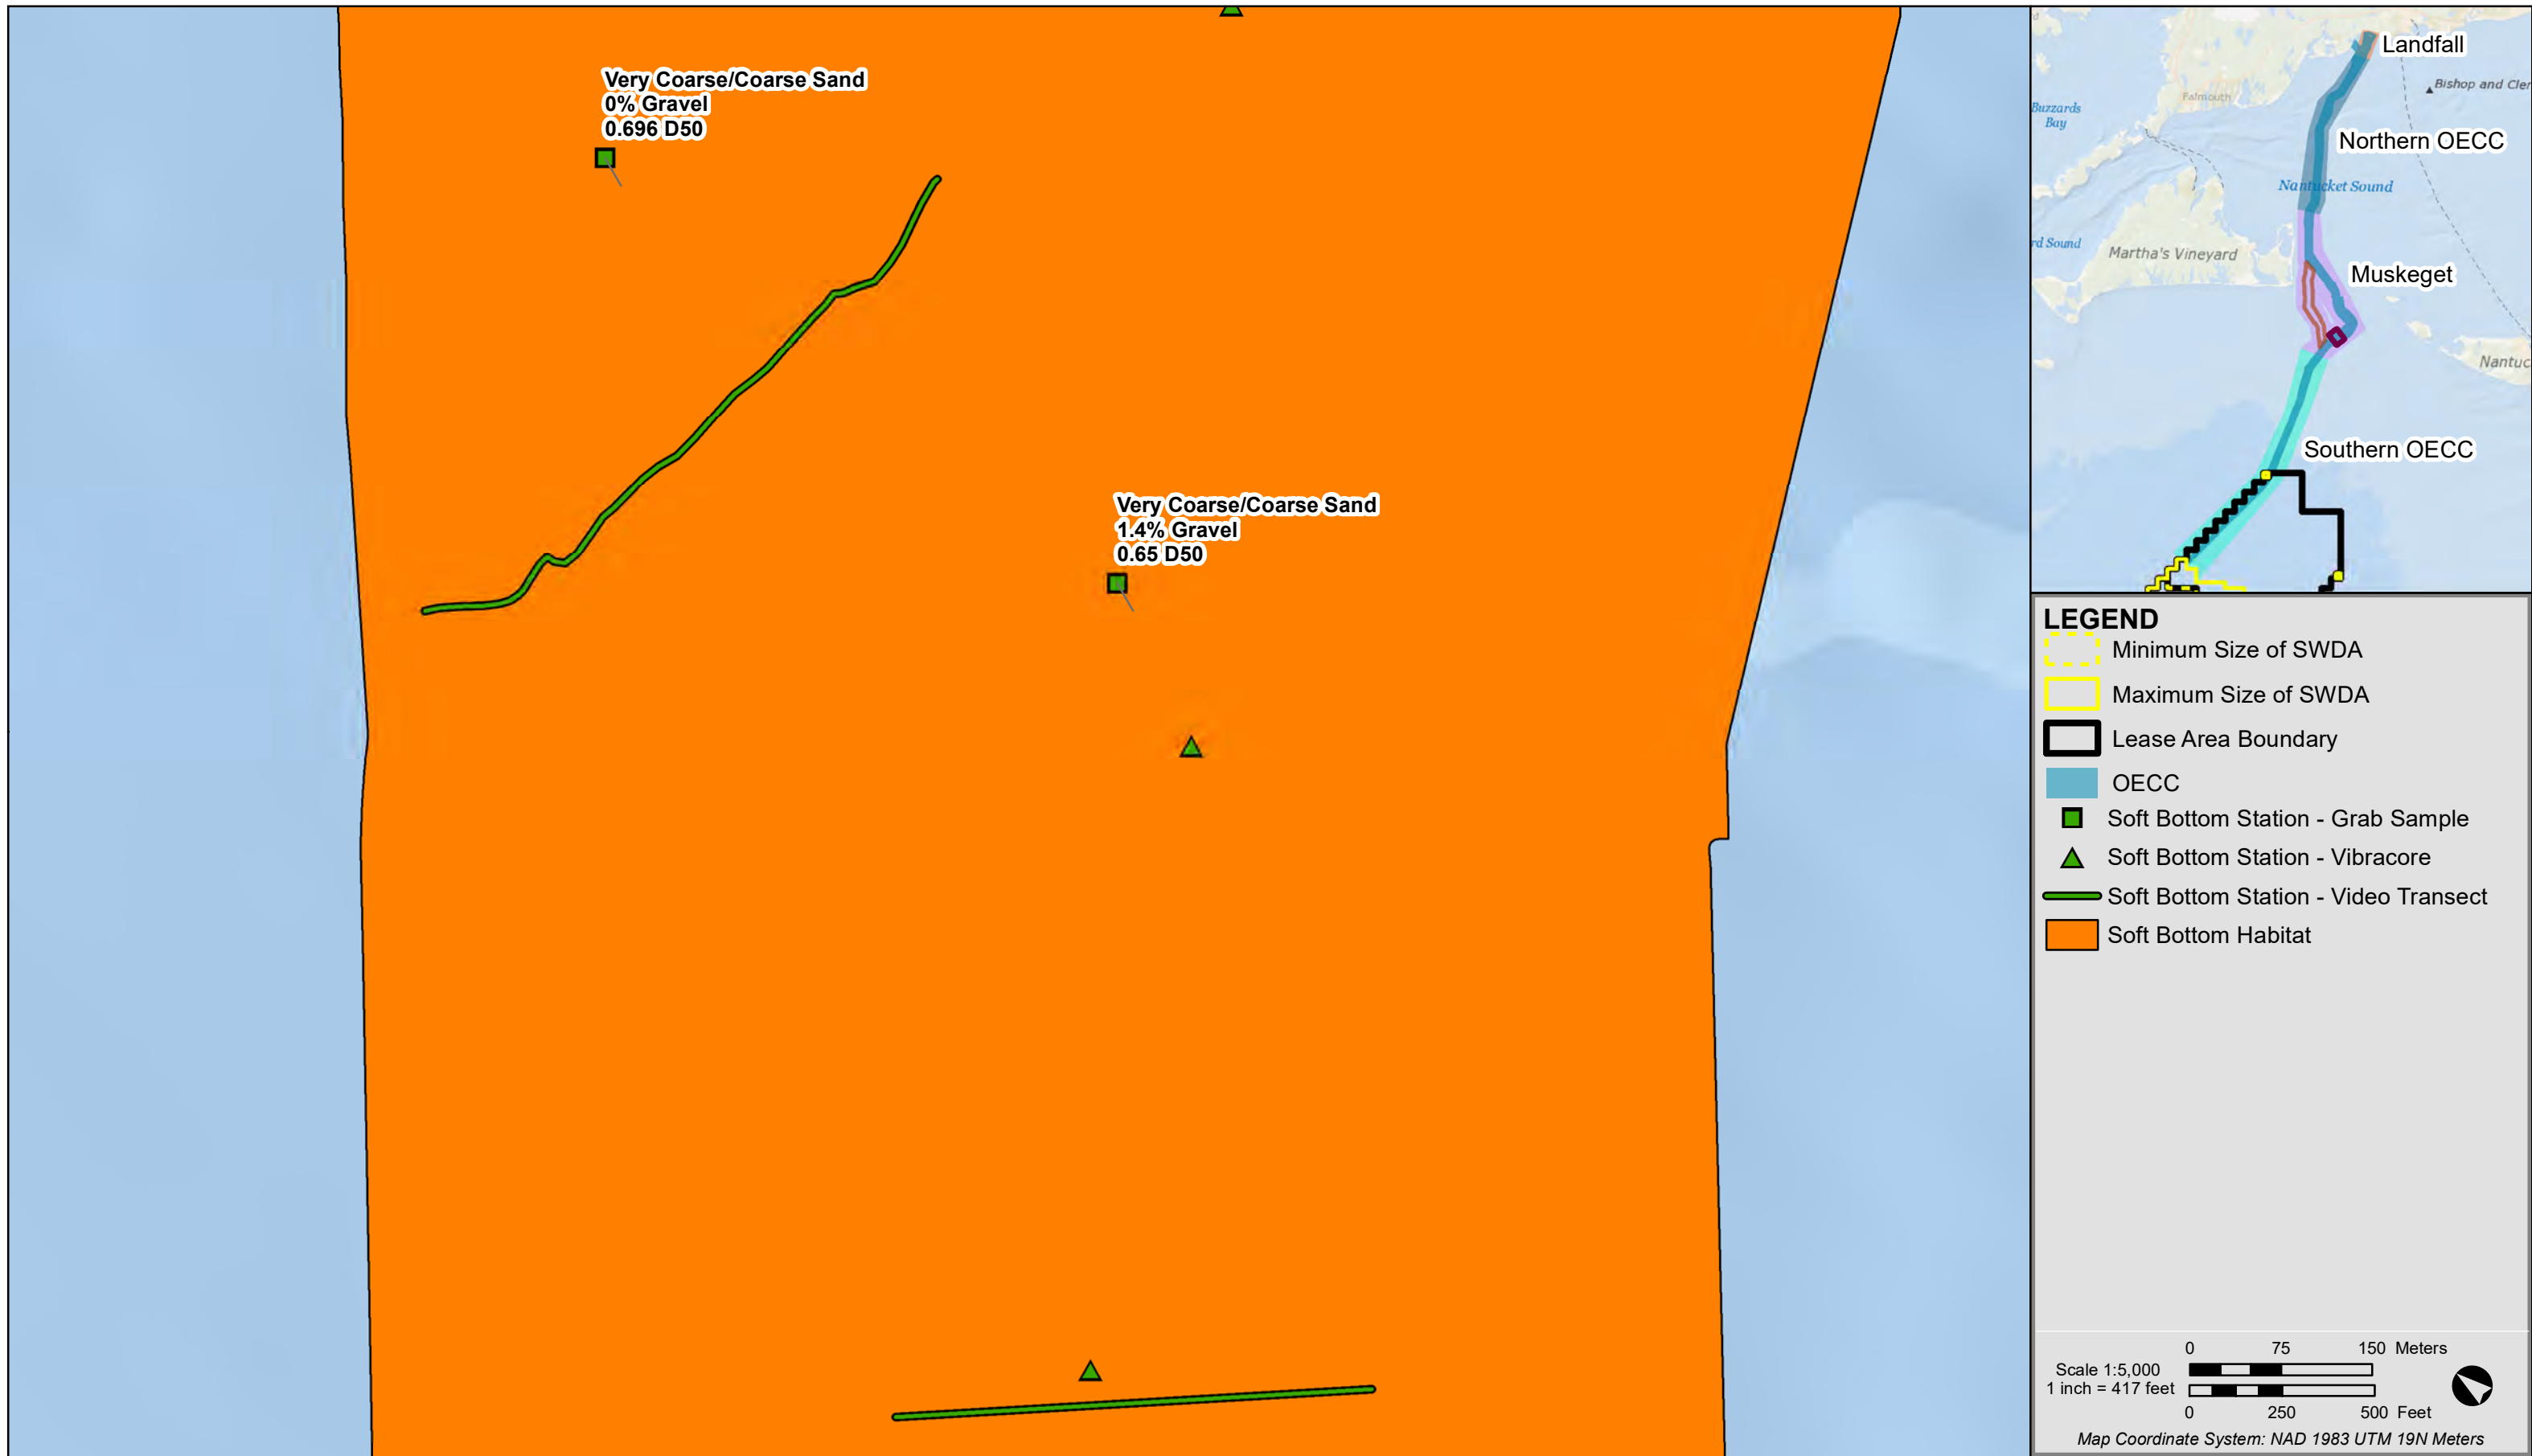 Very Coarse/Coarse Sand
0% Gravel
0.696 D50
Very Coarse/Coarse Sand
1.4% Gravel
0.65 D50
Landfall
Bishop and Cler
Falmouth
Buzzards
Bay
Northern OECC
Nantucket Sound
rd Sound
Martha's Vineyard
Muskeget
Nantuc
Southern OECC
LEGEND
Minimum Size of SWDA
Maximum Size of SWDA
Lease Area Boundary
OECC
Soft Bottom Station - Grab Sample
Soft Bottom Station - Vibracore
Soft Bottom Station - Video Transect
Soft Bottom Habitat
0 75 150 Meters
Scale 1:5,000
1 inch = 417 feet
0 250 500 Feet
Map Coordinate System: NAD 1983 UTM 19N Meters